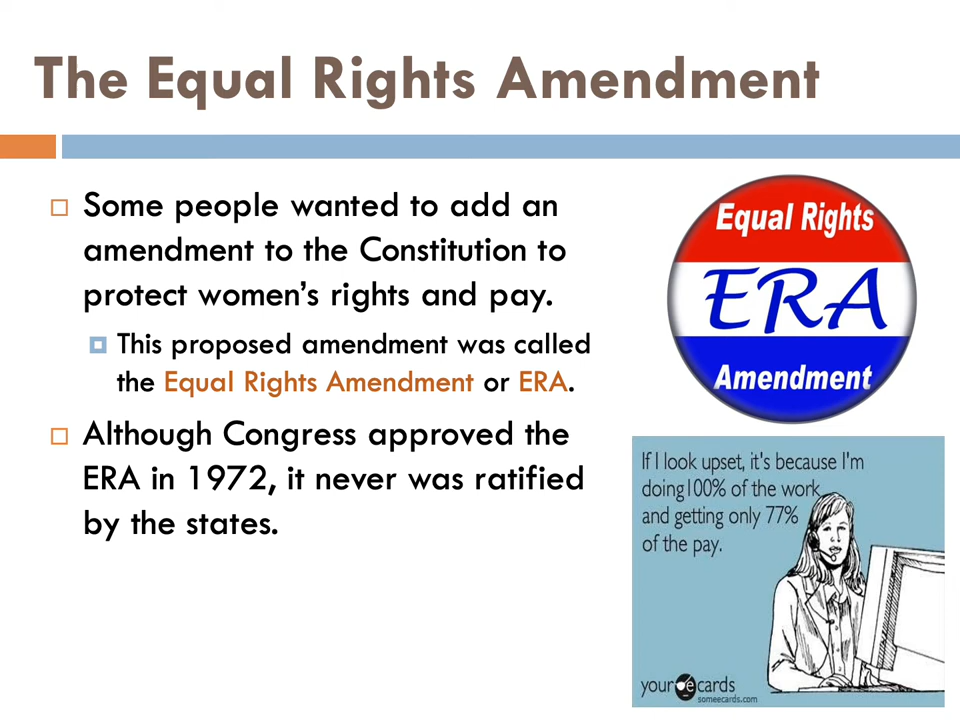 The Equal Rights Amendment
Some people wanted to add an
amendment to the Constitution to
protect women's rights and pay.
This proposed amendment was called
the Equal Rights Amendment or ERA.
Although Congress approved the
ERA in 1972, it never was ratified
by the states.
Equal Rights
ERA
Amendment
If I look upset, it's because I'm
doing100% of the work
and getting only 77%
of the pay.
your e cards
someecards.com